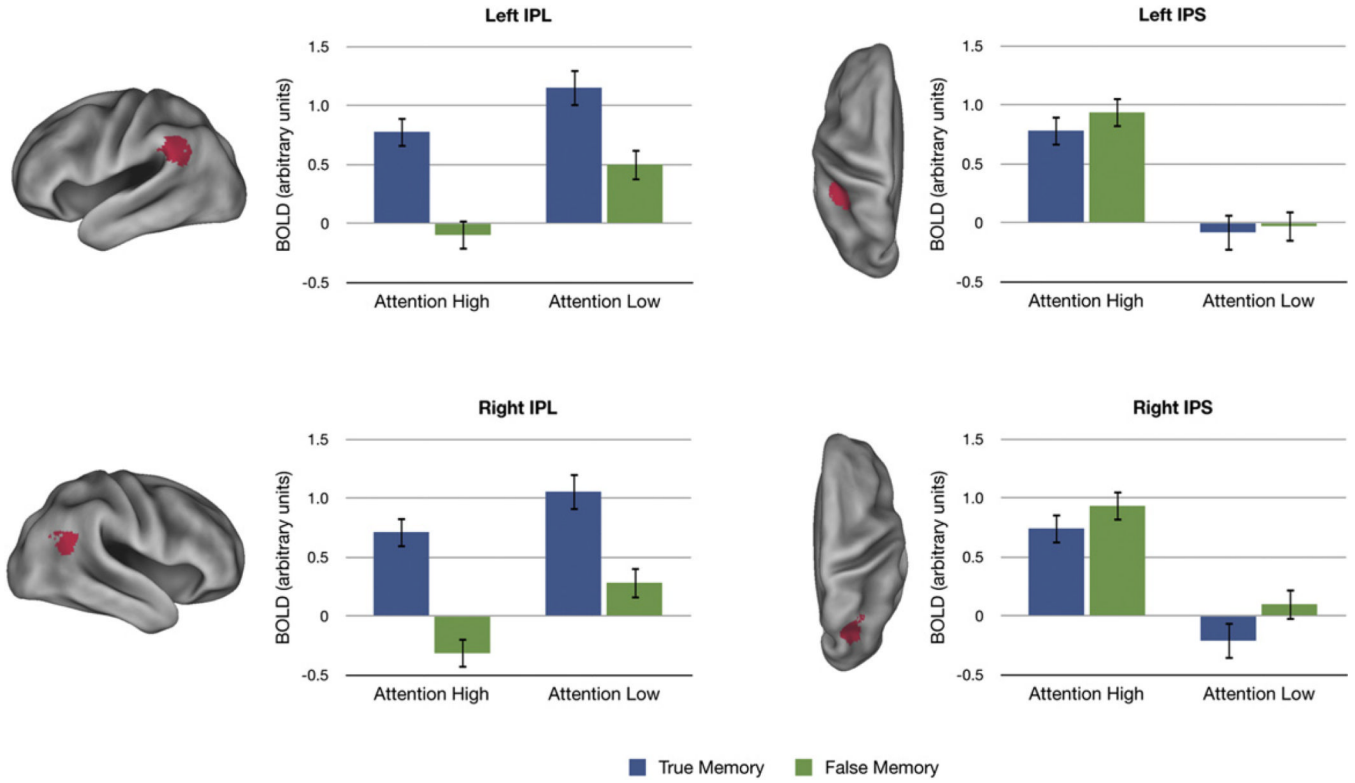 Left IPL
BOLD (arbitrary units)
1.5
1.0
0.5
0
-0.5
Attention High Attention Low
Left IPS
BOLD (arbitrary units)
1.5
1.0
0.5
0
-0.5
Attention High Attention Low
Right IPL
BOLD (arbitrary units)
1.5
1.0
0.5
0
-0.5
Attention High Attention Low
Right IPS
BOLD (arbitrary units)
1.5
1.0
0.5
0
-0.5
Attention High Attention Low
True Memory False Memory